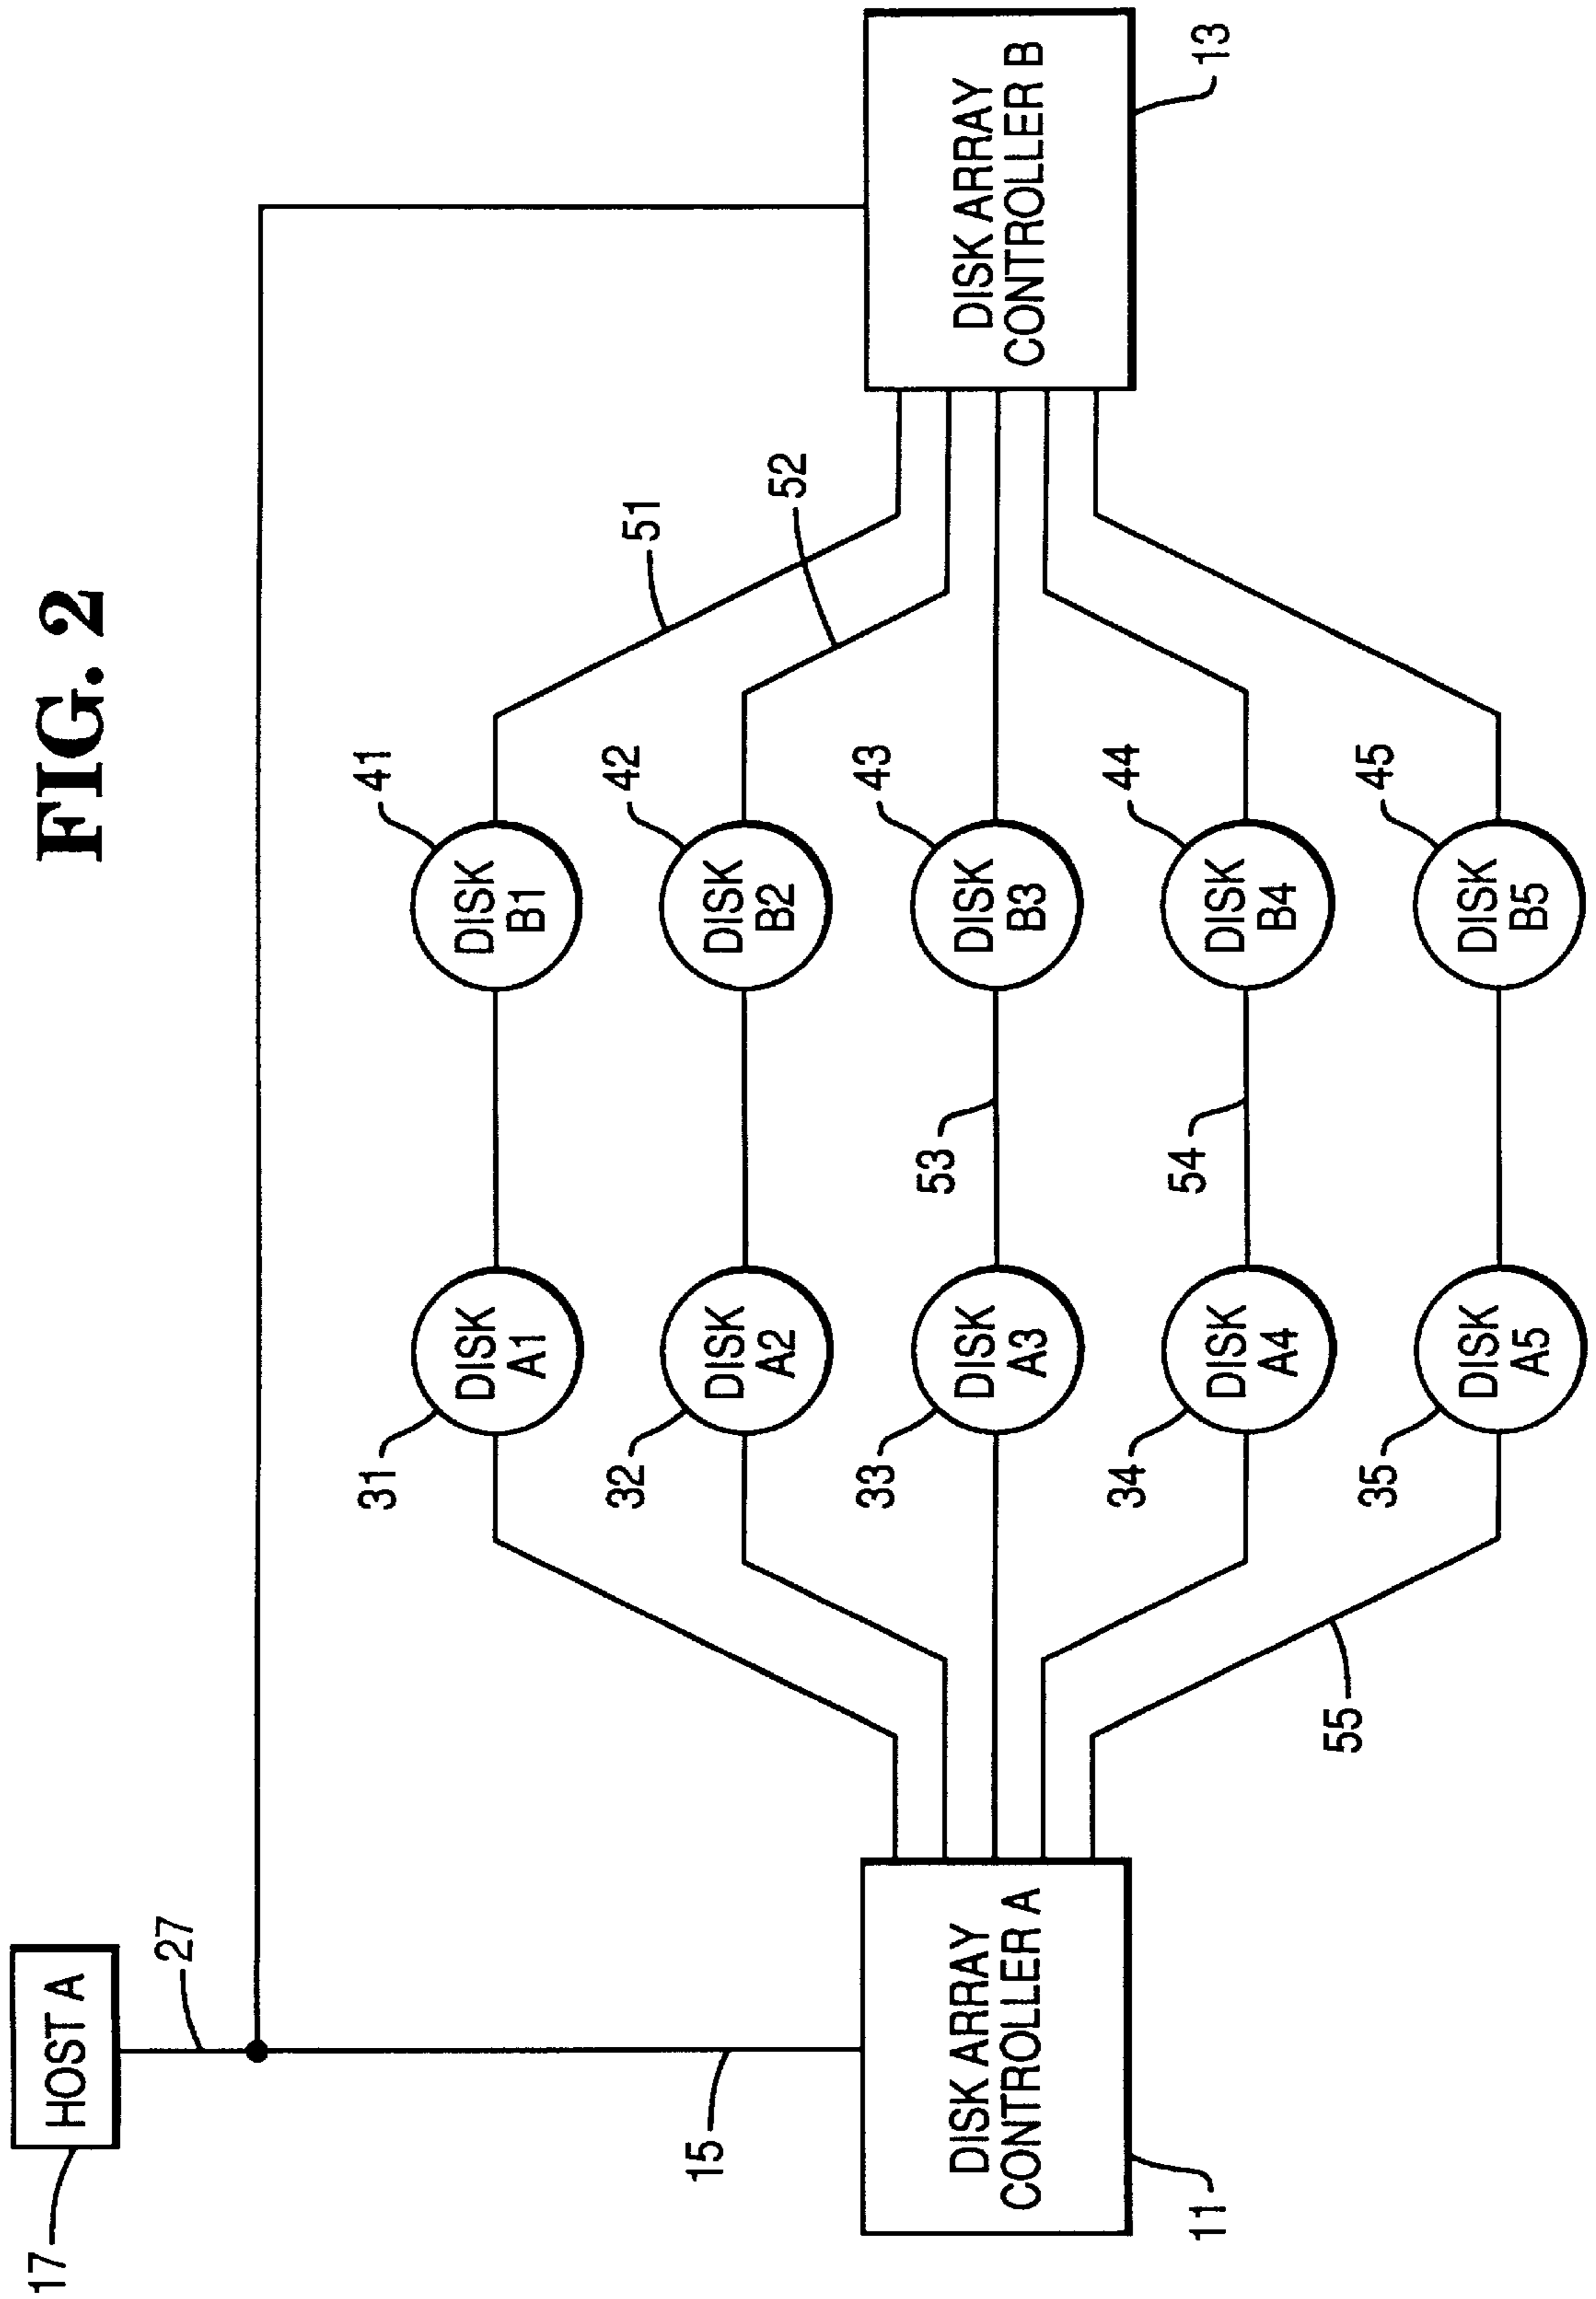 FIG. 2
17
HOST A
27
15
DISK ARRAY
CONTROLLER A
11
31
DISK
A1
41
DISK
B1
51
32
DISK
A2
42
DISK
B2
52
33
DISK
A3
53
43
DISK
B3
34
DISK
A4
54
44
DISK
B4
35
DISK
A5
55
45
DISK
B5
DISK ARRAY
CONTROLLER B
13